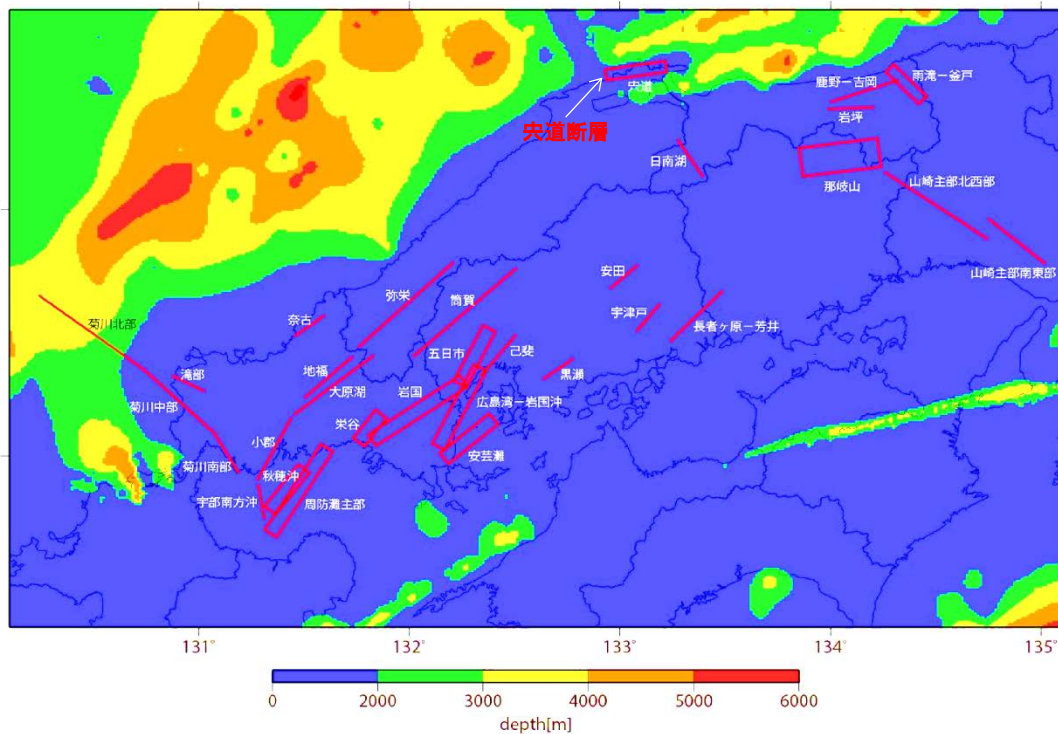 宍道
宍道断層
鹿野ー吉岡
雨滝ー釜戸
岩坪
日南湖
那岐山
山崎主部北西部
山崎主部南東部
安田
弥栄
筒賀
宇津戸
長者ヶ原ー芳井
菊川北部
奈古
五日市
己斐
黒瀬
滝部
地福
大原湖
岩国
広島湾ー岩国沖
菊川中部
栄谷
小郡
安芸灘
菊川南部
秋穂沖
宇部南方沖
周防灘主部
131° 132° 133° 134° 135°
0 2000 3000 4000 5000 6000
depth[m]